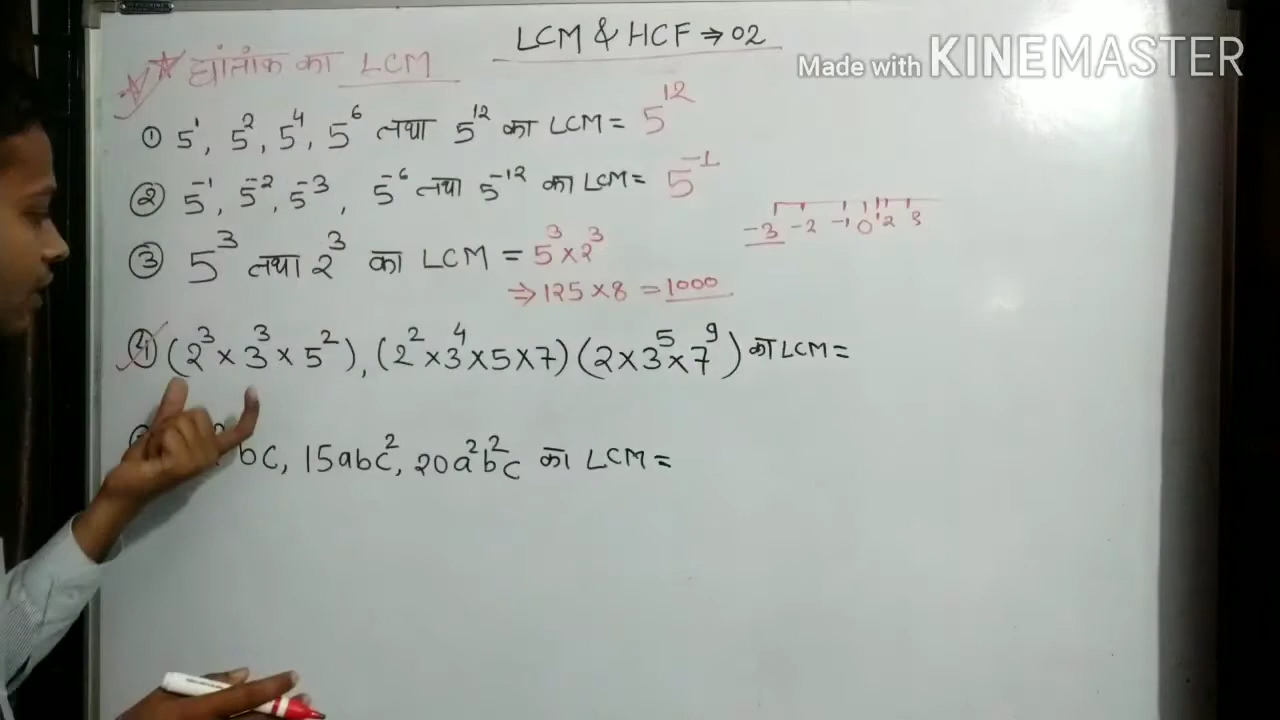 LCM & HCF ⇒ 02
Made with KINEMASTER
घांतांक का LCM
① 5¹, 5², 5⁴, 5⁶ तथा 5¹² का LCM = 5¹²
② 5⁻¹, 5⁻², 5⁻³, 5⁻⁶ तथा 5⁻¹² का LCM = 5⁻¹
-3 -2 -1 0 1 2 3
③ 5³ तथा 2³ का LCM = 5³ × 2³
⇒ 125 × 8 = 1000
④ (2³ × 3³ × 5²), (2² × 3⁴ × 5 × 7) (2 × 3⁵ × 7⁹) का LCM =
bc, 15abc², 20a²b²c का LCM =